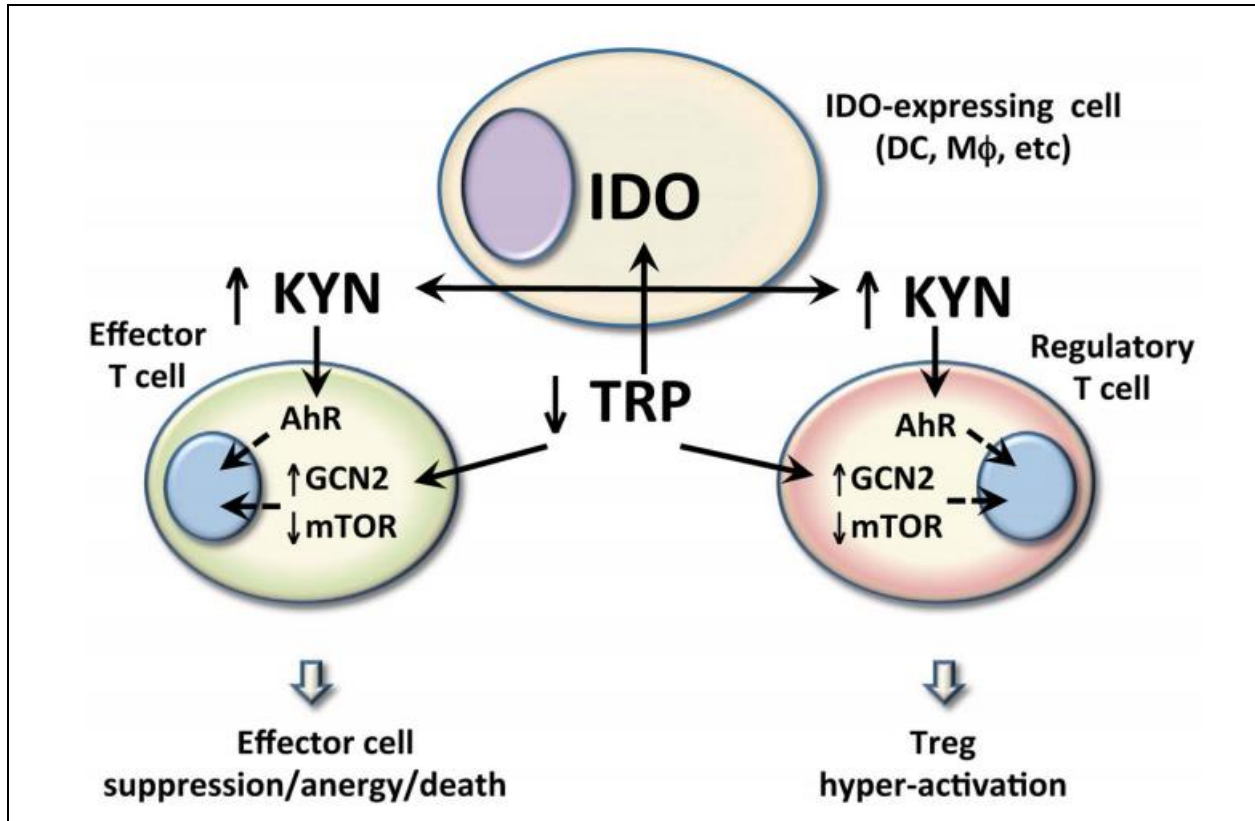 IDO-expressing cell
(DC, Mϕ, etc)
IDO
↑ KYN
↑ KYN
Effector
T cell
Regulatory
T cell
↓ TRP
AhR
↑GCN2
↓mTOR
AhR
↑GCN2
↓mTOR
Effector cell
suppression/anergy/death
Treg
hyper-activation